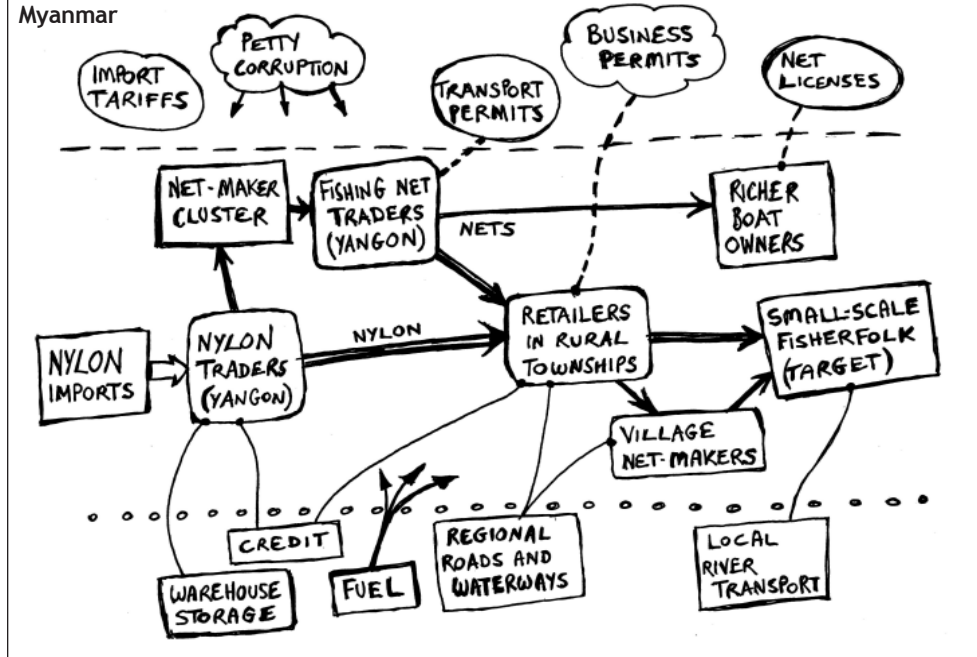 Myanmar
IMPORT
TARIFFS
PETTY
CORRUPTION
TRANSPORT
PERMITS
BUSINESS
PERMITS
NET
LICENSES
NET-MAKER
CLUSTER
FISHING NET
TRADERS
(YANGON)
NETS
RICHER
BOAT
OWNERS
NYLON
IMPORTS
NYLON
TRADERS
(YANGON)
NYLON
RETAILERS
IN RURAL
TOWNSHIPS
SMALL-SCALE
FISHERFOLK
(TARGET)
VILLAGE
NET-MAKERS
CREDIT
WAREHOUSE
STORAGE
FUEL
REGIONAL
ROADS AND
WATERWAYS
LOCAL
RIVER
TRANSPORT